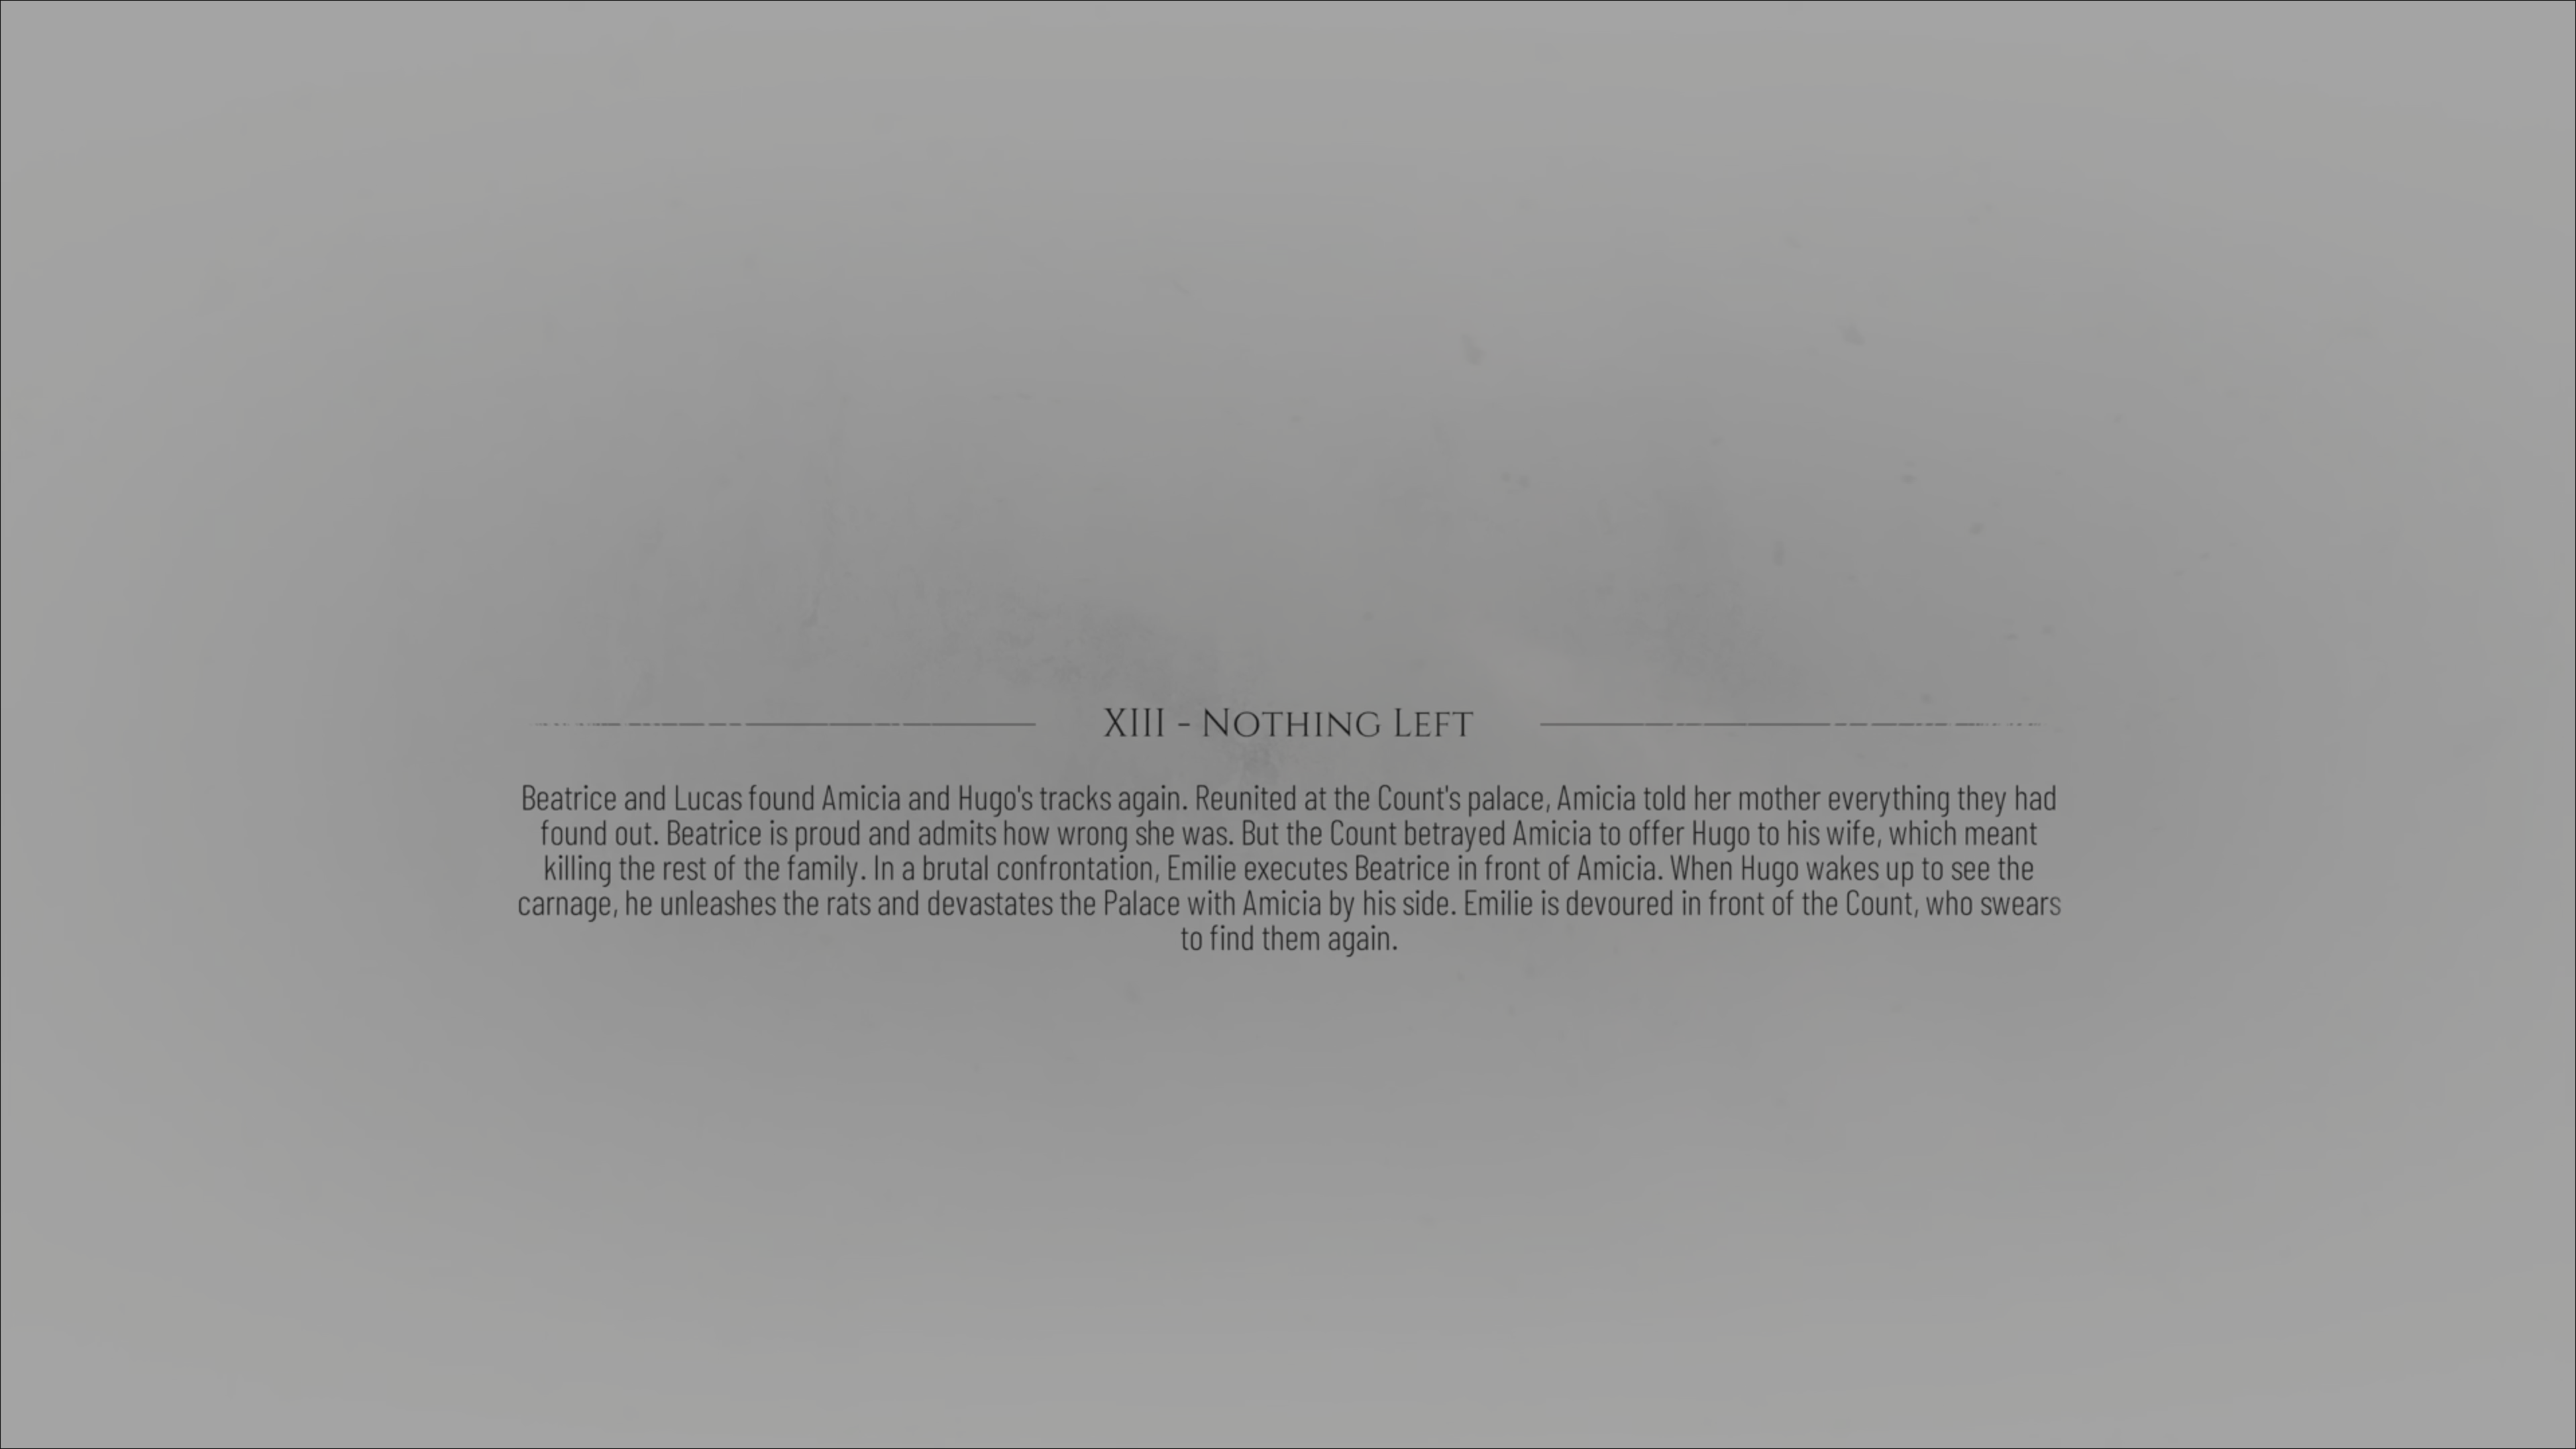 XIII - Nothing Left
Beatrice and Lucas found Amicia and Hugo's tracks again. Reunited at the Count's palace, Amicia told her mother everything they had
found out. Beatrice is proud and admits how wrong she was. But the Count betrayed Amicia to offer Hugo to his wife, which meant
killing the rest of the family. In a brutal confrontation, Emilie executes Beatrice in front of Amicia. When Hugo wakes up to see the
carnage, he unleashes the rats and devastates the Palace with Amicia by his side. Emilie is devoured in front of the Count, who swears
to find them again.